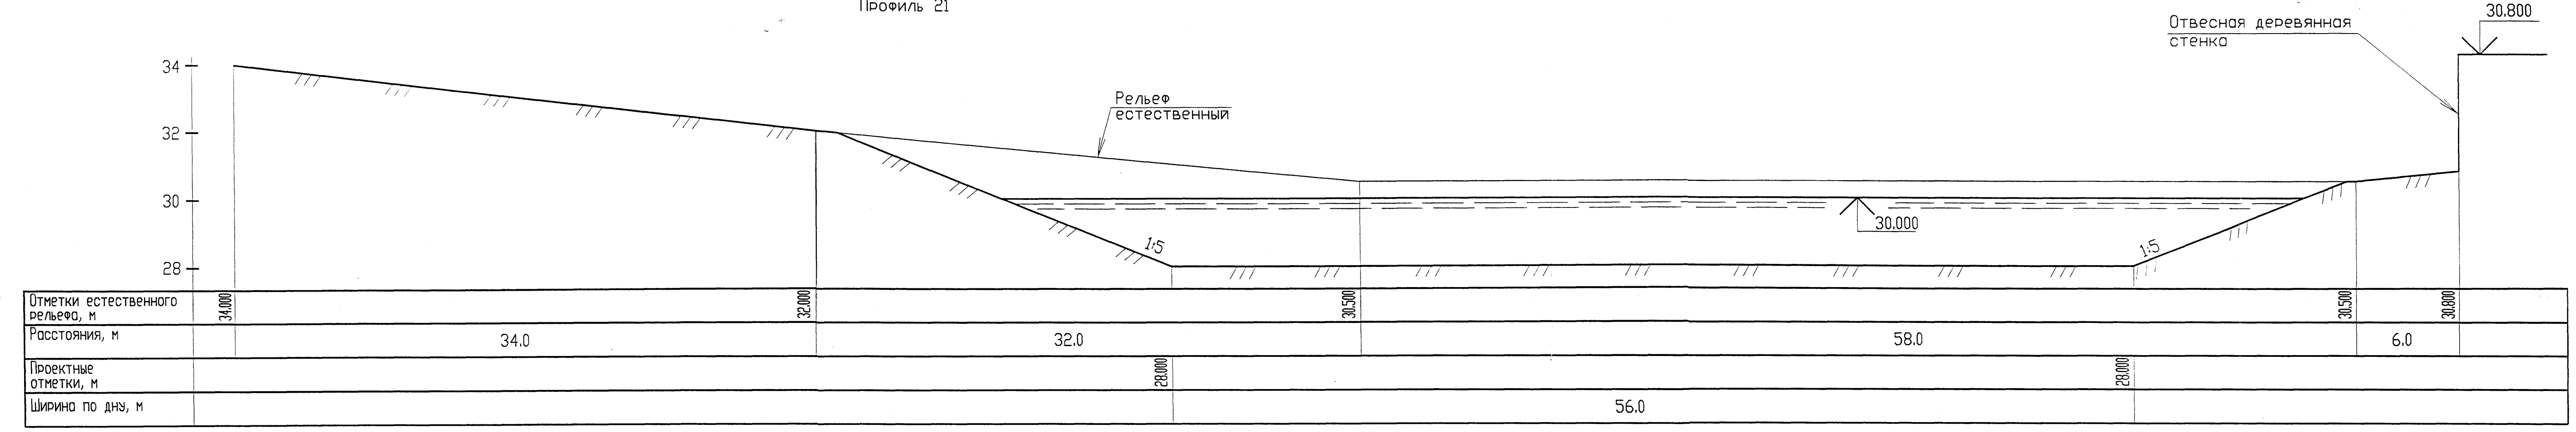 Профиль 21
30.800
Отвесная деревянная
стенка
34
Рельеф
естественный
32
30
30.000
1:5
1:5
28
Отметки естественного
рельефа, м
34.000
32.000
30.500
30.500
30.800
Расстояния, м
34.0
32.0
58.0
6.0
Проектные
отметки, м
28.000
28.000
Ширина по дну, м
56.0